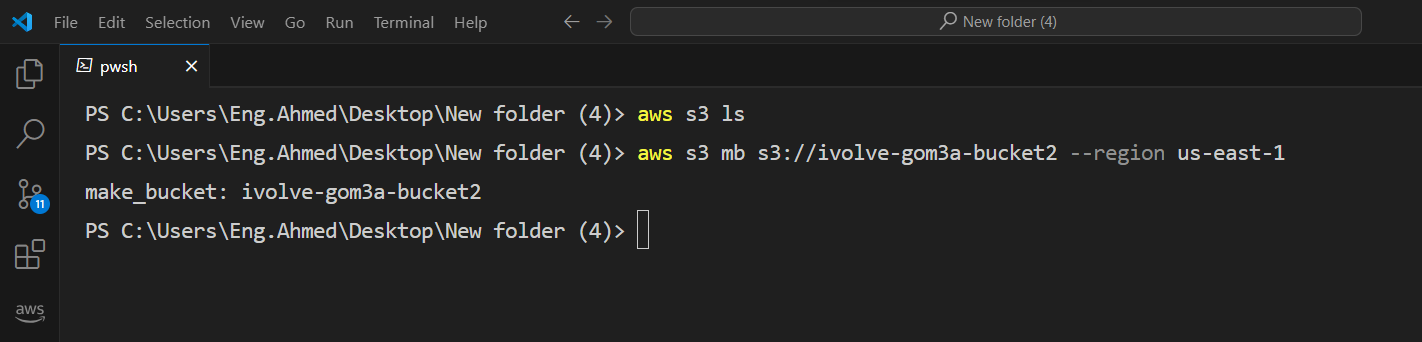 File Edit Selection View Go Run Terminal Help New folder (4)
pwsh
PS C:\Users\Eng.Ahmed\Desktop\New folder (4)> aws s3 ls
PS C:\Users\Eng.Ahmed\Desktop\New folder (4)> aws s3 mb s3://ivolve-gom3a-bucket2 --region us-east-1
make_bucket: ivolve-gom3a-bucket2
PS C:\Users\Eng.Ahmed\Desktop\New folder (4)>
11
aws